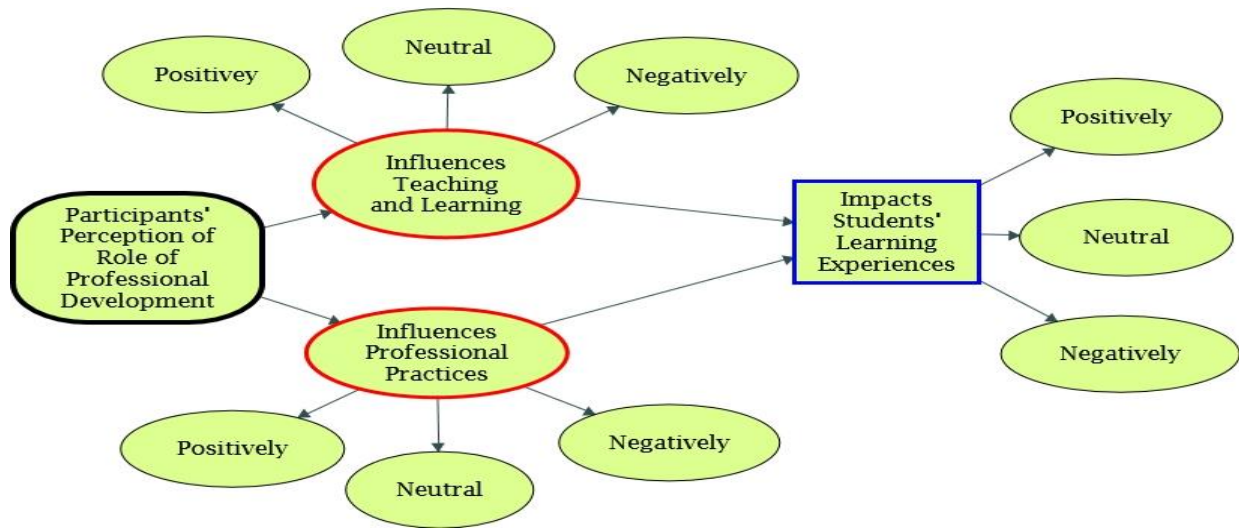 Neutral
Positivey
Negatively
Influences
Teaching
and Learning
Positively
Participants'
Perception of
Role of
Professional
Development
Impacts
Students'
Learning
Experiences
Neutral
Influences
Professional
Practices
Negatively
Positively
Neutral
Negatively